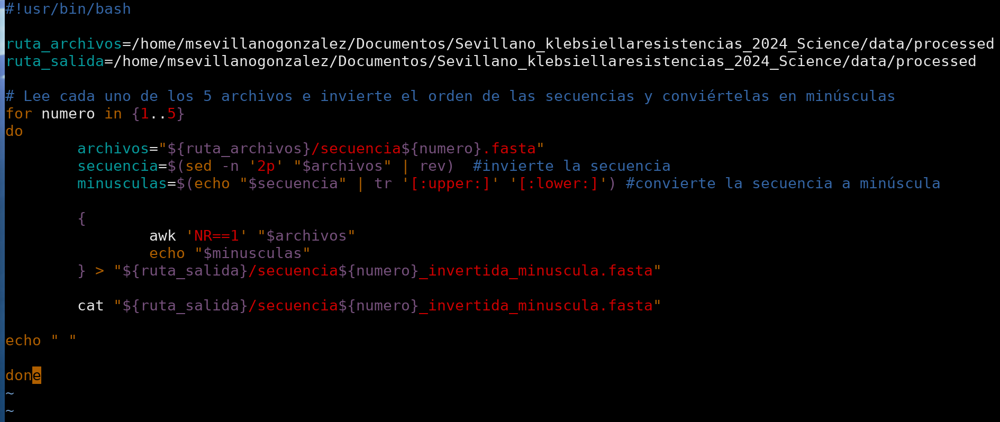 #!usr/bin/bash
ruta_archivos=/home/msevillanogonzalez/Documentos/Sevillano_klebsiellaresistencias_2024_Science/data/processed
ruta_salida=/home/msevillanogonzalez/Documentos/Sevillano_klebsiellaresistencias_2024_Science/data/processed
# Lee cada uno de los 5 archivos e invierte el orden de las secuencias y conviértelas en minúsculas
for numero in {1..5}
do
archivos="${ruta_archivos}/secuencia${numero}.fasta"
secuencia=$(sed -n '2p' "$archivos" | rev)  #invierte la secuencia
minusculas=$(echo "$secuencia" | tr '[:upper:]' '[:lower:]') #convierte la secuencia a minúscula
{
awk 'NR==1' "$archivos"
echo "$minusculas"
} > "${ruta_salida}/secuencia${numero}_invertida_minuscula.fasta"
cat "${ruta_salida}/secuencia${numero}_invertida_minuscula.fasta"
echo " "
done
~
~